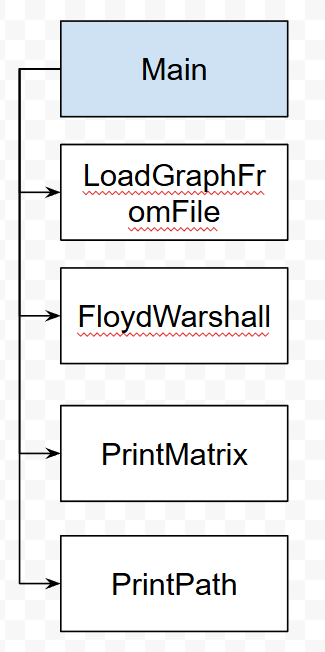 Main
LoadGraphFr
omFile
FloydWarshall
PrintMatrix
PrintPath